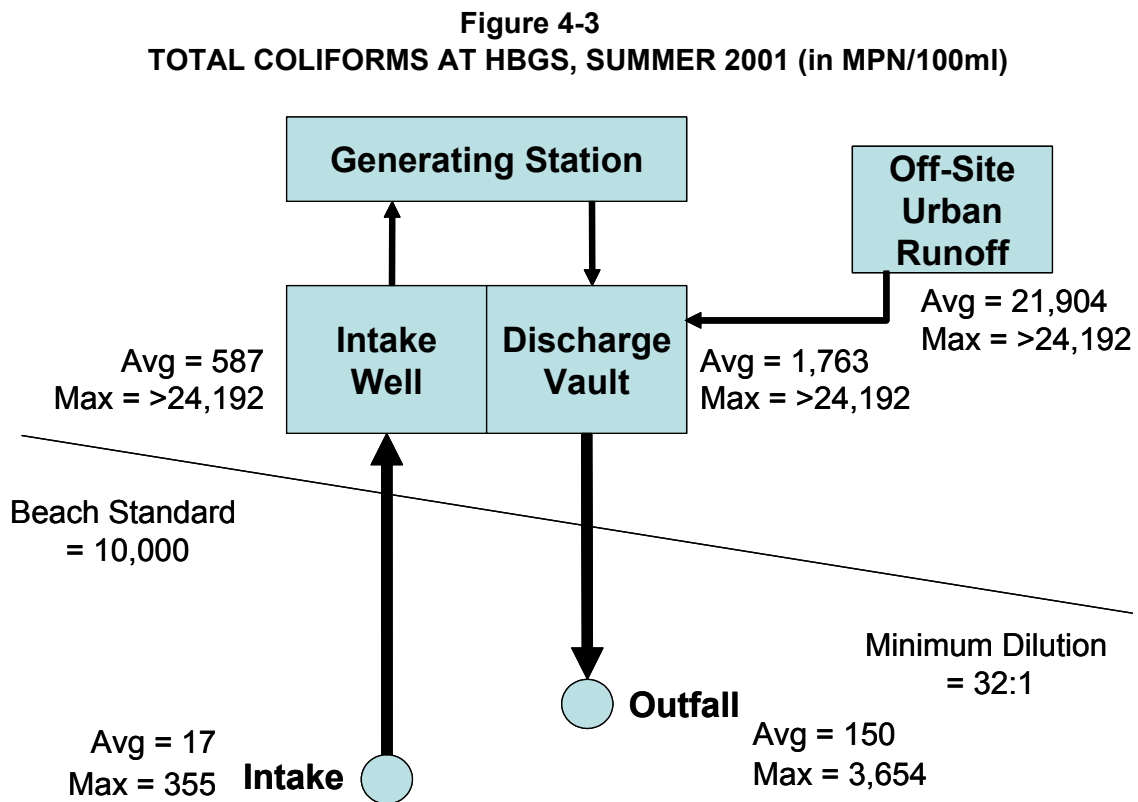 Figure 4-3
TOTAL COLIFORMS AT HBGS, SUMMER 2001 (in MPN/100ml)
Generating Station
Off-Site
Urban
Runoff
Avg = 21,904
Max = >24,192
Intake
Well
Discharge
Vault
Avg = 587
Max = >24,192
Avg = 1,763
Max = >24,192
Beach Standard
= 10,000
Minimum Dilution
= 32:1
Outfall
Avg = 150
Max = 3,654
Avg = 17
Max = 355
Intake